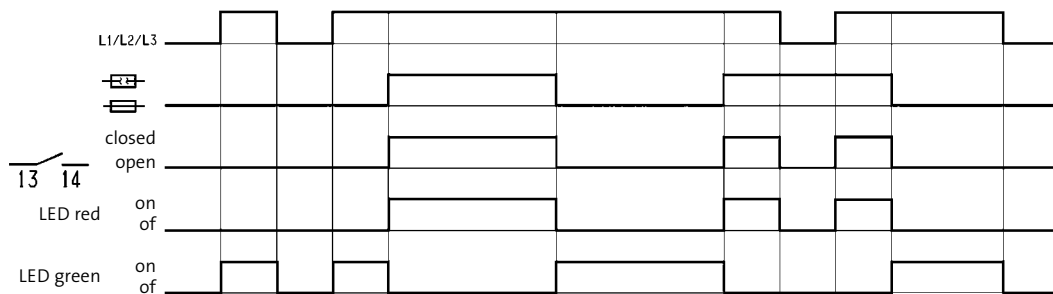 L1/L2/L3
closed
open
13 14
LED red
on
of
LED green
on
of